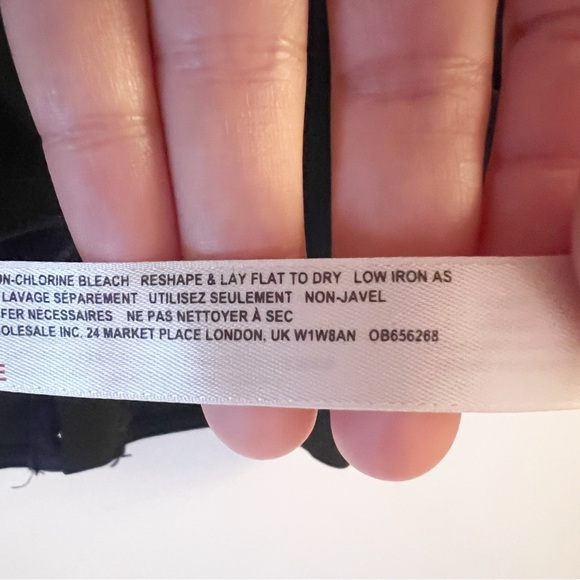 ON-CHLORINE BLEACH RESHAPE & LAY FLAT TO DRY LOW IRON AS
LAVAGE SÉPARÉMENT UTILISEZ SEULEMENT NON-JAVEL
FER NÉCESSAIRES NE PAS NETTOYER À SEC
OLESALE INC. 24 MARKET PLACE LONDON, UK W1W8AN OB656268
E